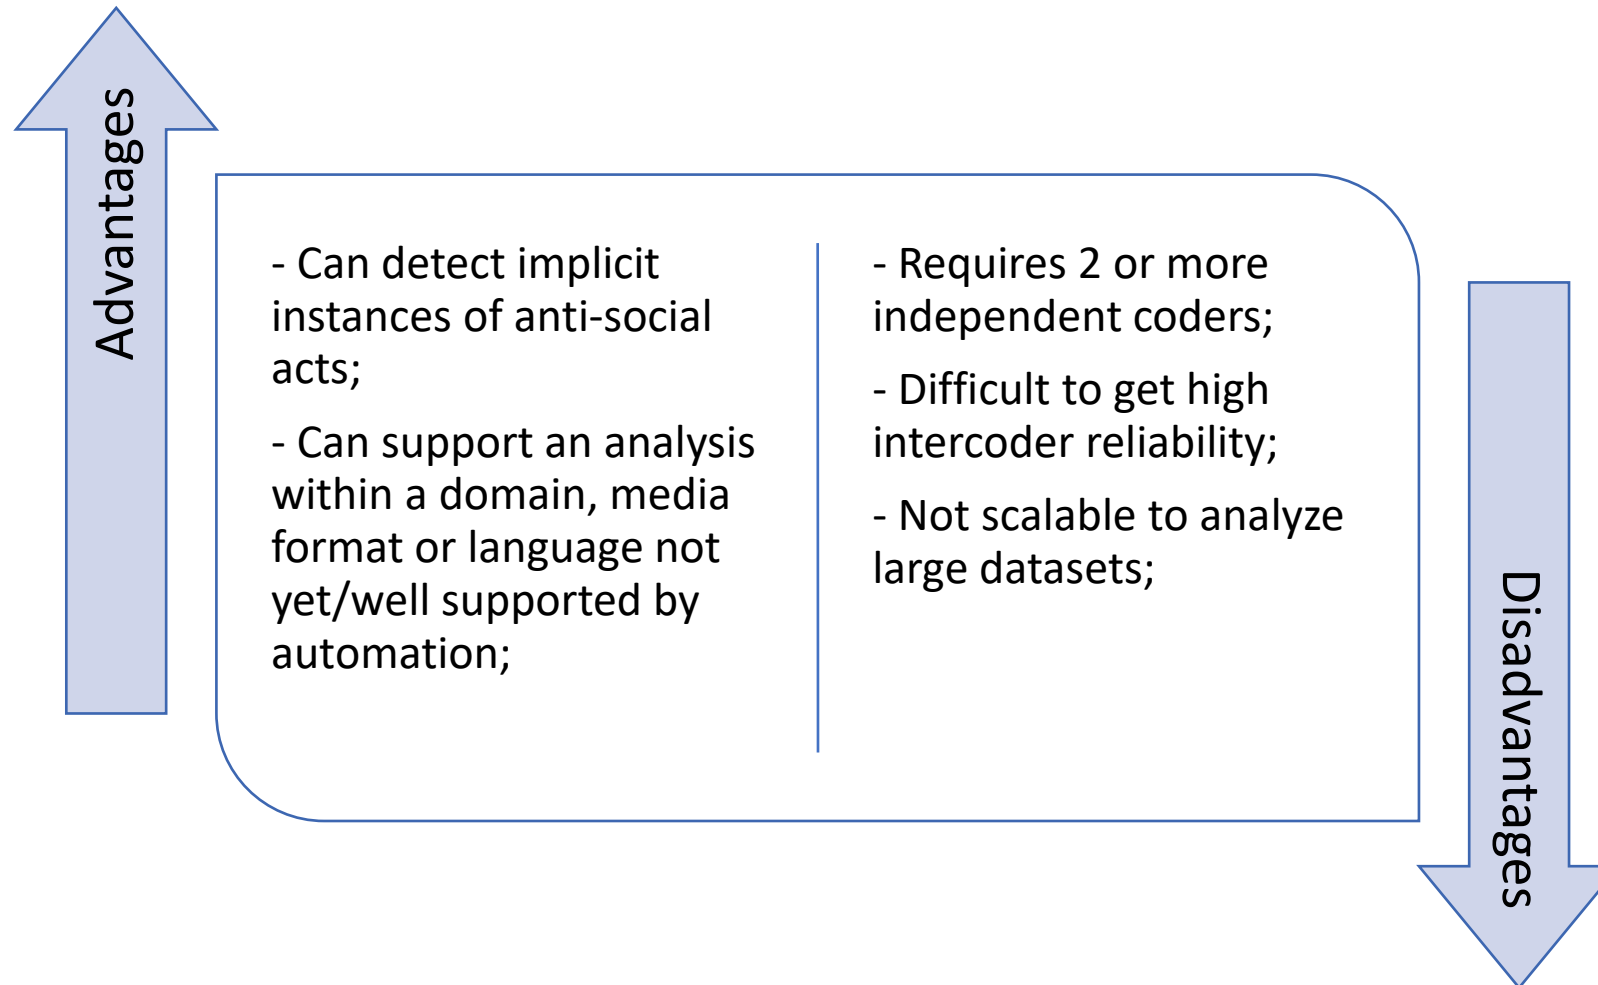 Advantages
- Can detect implicit
instances of anti-social
acts;
- Can support an analysis
within a domain, media
format or language not
yet/well supported by
automation;
- Requires 2 or more
independent coders;
- Difficult to get high
intercoder reliability;
- Not scalable to analyze
large datasets;
Disadvantages